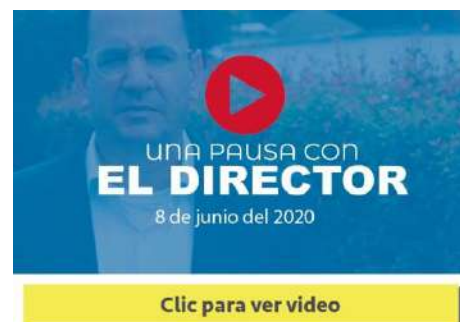 UNA PAUSA CON
EL DIRECTOR
8 de junio del 2020
Clic para ver video